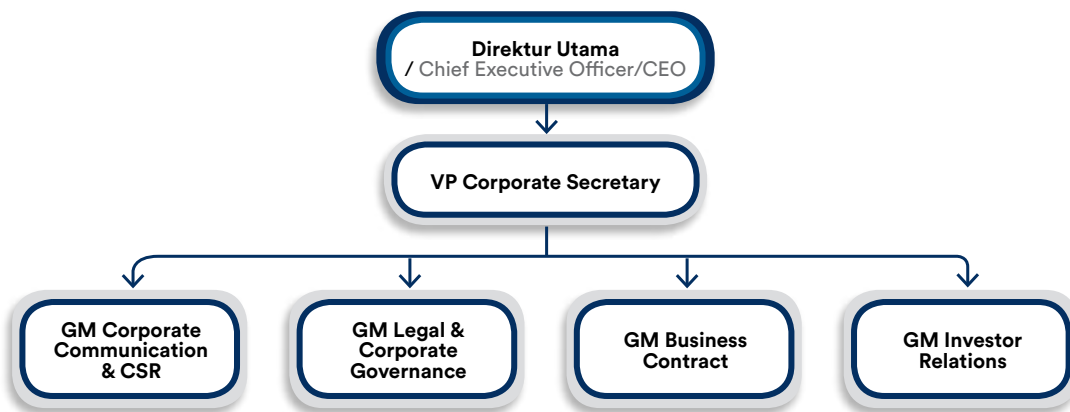 Direktur Utama
/ Chief Executive Officer/CEO
VP Corporate Secretary
GM Corporate
Communication
& CSR
GM Legal &
Corporate
Governance
GM Business
Contract
GM Investor
Relations